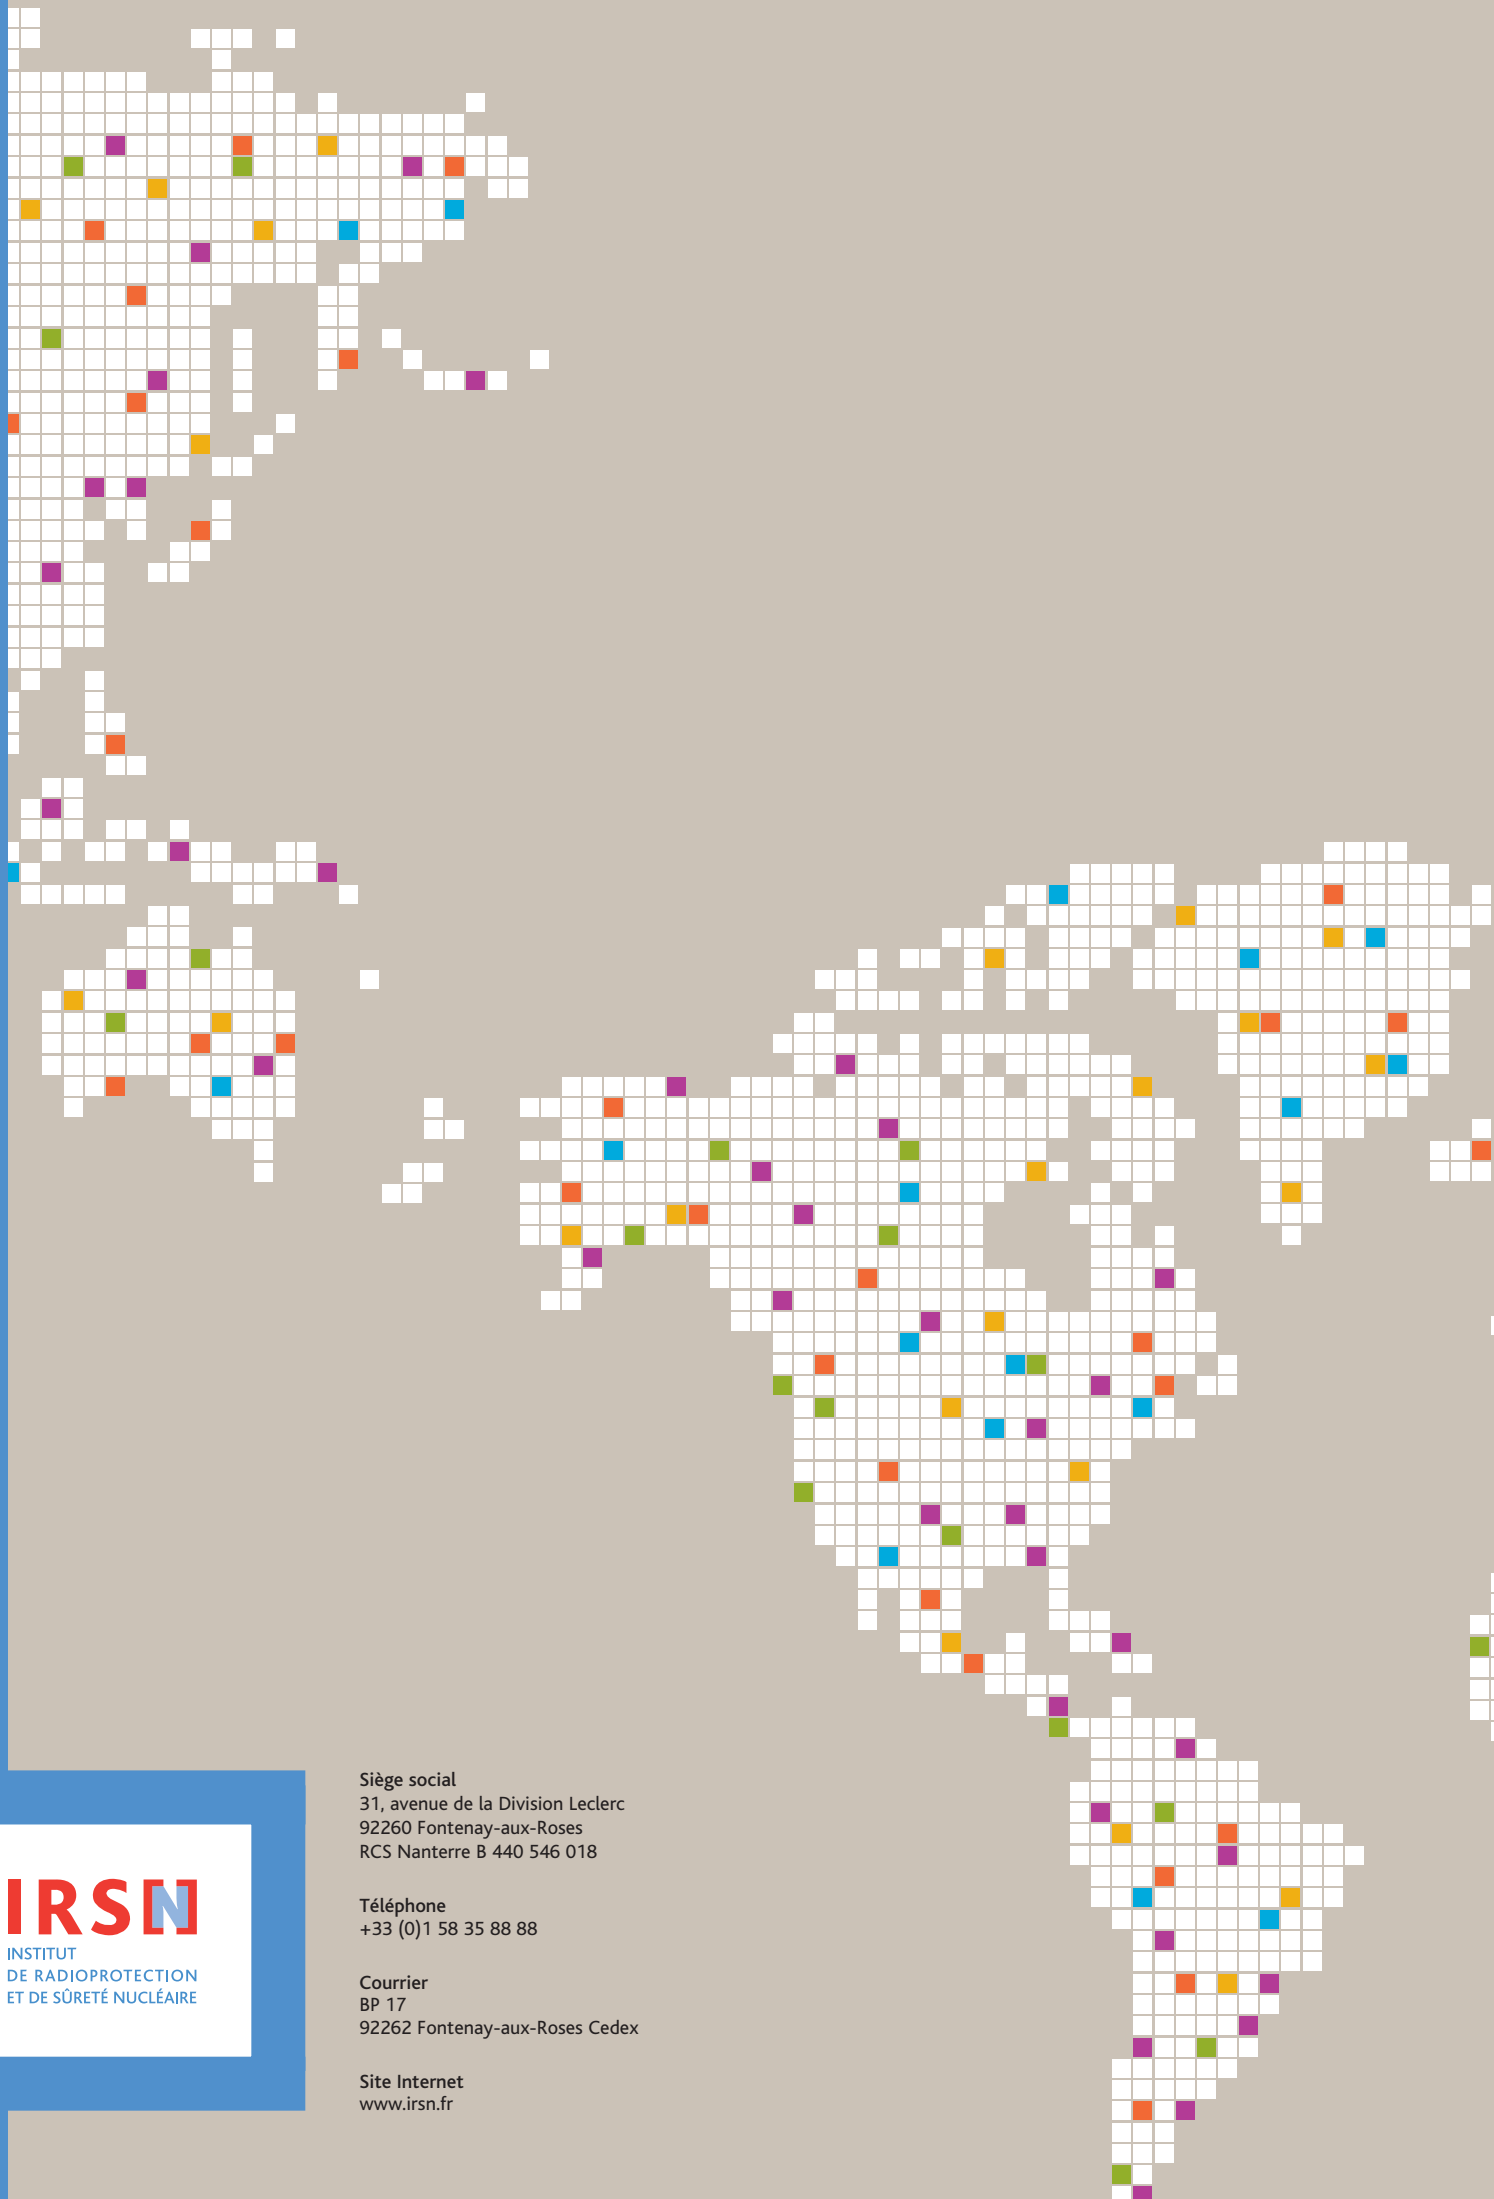 Siège social
31, avenue de la Division Leclerc
92260 Fontenay-aux-Roses
RCS Nanterre B 440 546 018
Téléphone
+33 (0)1 58 35 88 88
Courrier
BP 17
92262 Fontenay-aux-Roses Cedex
Site Internet
www.irsn.fr
IRSN
INSTITUT
DE RADIOPROTECTION
ET DE SÛRETÉ NUCLÉAIRE